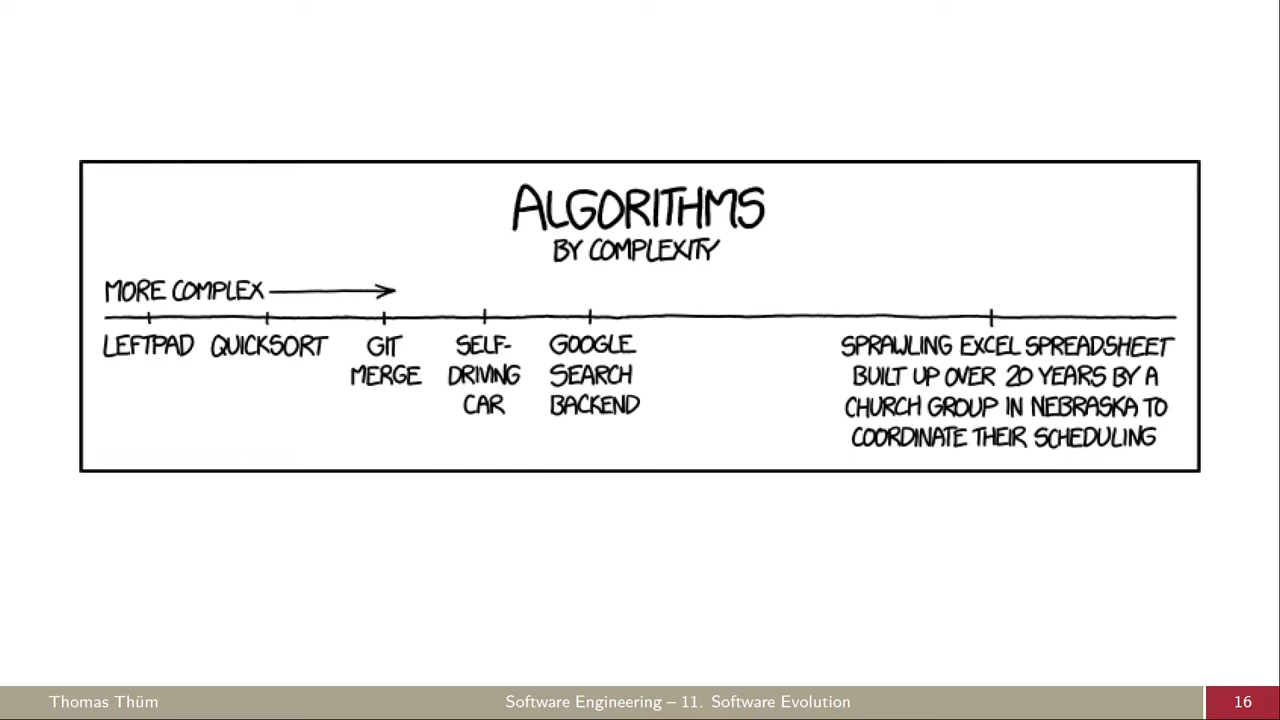 ALGORITHMS
BY COMPLEXITY
MORE COMPLEX
LEFTPAD
QUICKSORT
GIT
MERGE
SELF-
DRIVING
CAR
GOOGLE
SEARCH
BACKEND
SPRAWLING EXCEL SPREADSHEET
BUILT UP OVER 20 YEARS BY A
CHURCH GROUP IN NEBRASKA TO
COORDINATE THEIR SCHEDULING
Thomas Thüm
Software Engineering – 11. Software Evolution
16